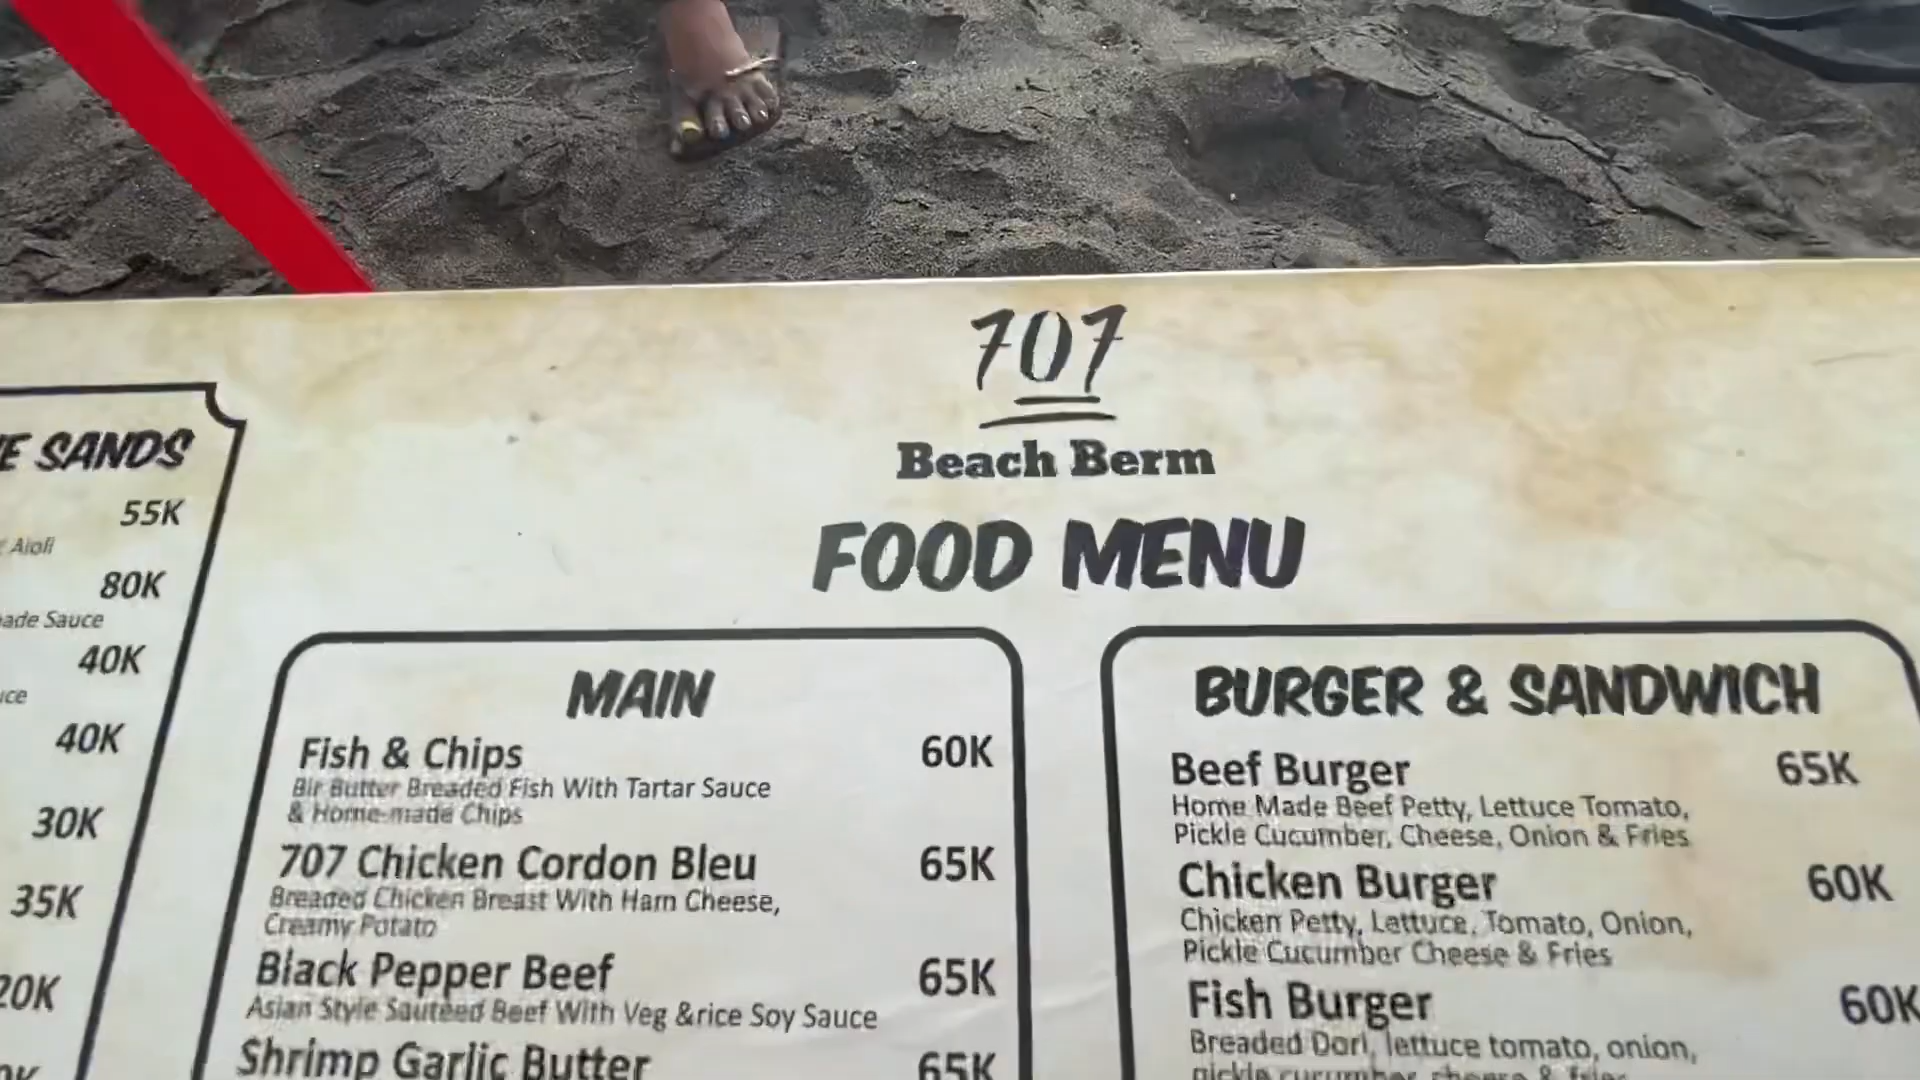 707
Beach Berm
FOOD MENU
SANDS
55K
Aioli
80K
Sauce
40K
40K
30K
35K
20K
MAIN
Fish & Chips 60K
Bir Butter Breaded Fish With Tartar Sauce
& Home-made Chips
707 Chicken Cordon Bleu 65K
Breaded Chicken Breast With Ham Cheese,
Creamy Potato
Black Pepper Beef 65K
Asian Style Sauteed Beef With Veg &rice Soy Sauce
Shrimp Garlic Butter 65K
BURGER & SANDWICH
Beef Burger 65K
Home Made Beef Petty, Lettuce Tomato,
Pickle Cucumber, Cheese, Onion & Fries
Chicken Burger 60K
Chicken Petty, Lettuce, Tomato, Onion,
Pickle Cucumber Cheese & Fries
Fish Burger 60K
Breaded Dori, lettuce tomato, onion,
pickle cucumber, cheese & fries